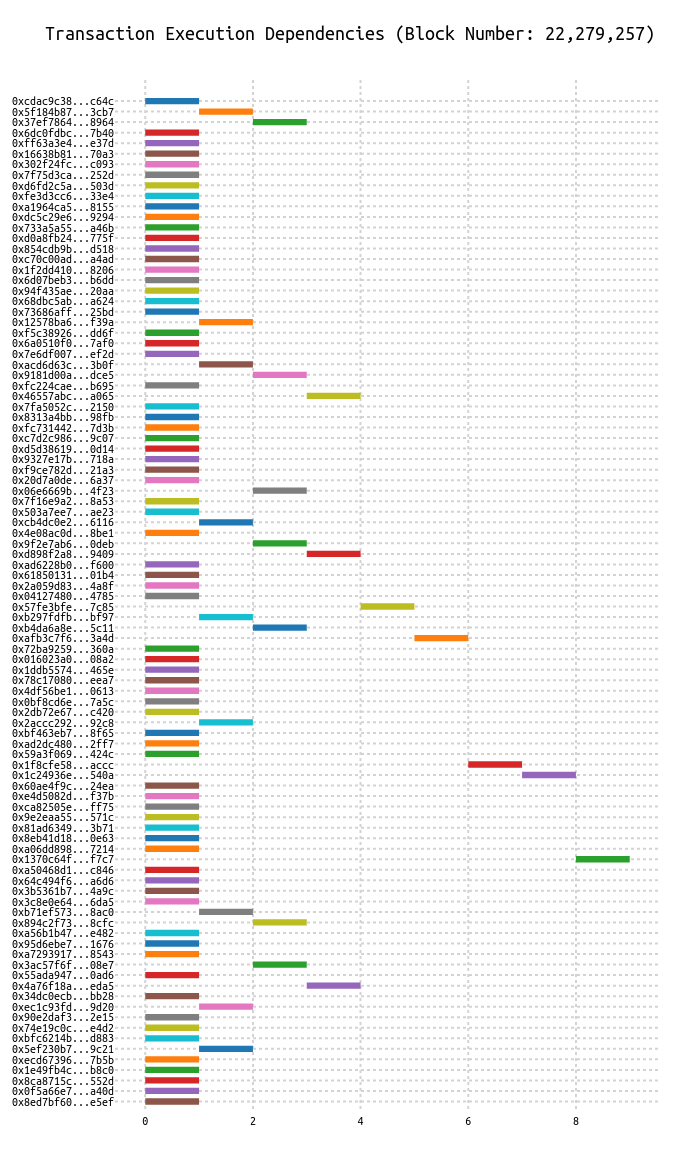 Transaction Execution Dependencies (Block Number: 22,279,257)
0xcdac9c38...c64c
0x5f184b87...3cb7
0x37ef7864...8964
0x6dc0fdbc...7b40
0xff63a3e4...e37d
0x16638b81...70a3
0x302f24fc...c093
0x7f75d3ca...252d
0xd6fd2c5a...503d
0xfe3d3cc6...33e4
0xa1964ca5...8155
0xdc5c29e6...9294
0x733a5a55...a46b
0xd0a8fb24...775f
0x854cdb9b...d518
0xc70c00ad...a4ad
0x1f2dd410...8206
0x6d07beb3...b6dd
0x94f435ae...20aa
0x68dbc5ab...a624
0x73686aff...25bd
0x12578ba6...f39a
0xf5c38926...dd6f
0x6a0510f0...7af0
0x7e6df007...ef2d
0xacd6d63c...3b0f
0x9181d00a...dce5
0xfc224cae...b695
0x46557abc...a065
0x7fa5052c...2150
0x8313a4bb...98fb
0xfc731442...7d3b
0xc7d2c986...9c07
0xd5d38619...0d14
0x9327e17b...718a
0xf9ce782d...21a3
0x20d7a0de...6a37
0x06e6669b...4f23
0x7f16e9a2...8a53
0x503a7ee7...ae23
0xcb4dc0e2...6116
0x4e08ac0d...8be1
0x9f2e7ab6...0deb
0xd898f2a8...9409
0xad6228b0...f600
0x61850131...01b4
0x2a059d83...4a8f
0x04127480...4785
0x57fe3bfe...7c85
0xb297fdfb...bf97
0xb4da6a8e...5c11
0xafb3c7f6...3a4d
0x72ba9259...360a
0x016023a0...08a2
0x1ddb5574...465e
0x78c17080...eea7
0x4df56be1...0613
0x0bf8cd6e...7a5c
0x2db72e67...c420
0x2accc292...92c8
0xbf463eb7...8f65
0xad2dc480...2ff7
0x59a3f069...424c
0x1f8cfe58...accc
0x1c24936e...540a
0x60ae4f9c...24ea
0xe4d5082d...f37b
0xca82505e...ff75
0x9e2eaa55...571c
0x81ad6349...3b71
0x8eb41d18...0e63
0xa06dd898...7214
0x1370c64f...f7c7
0xa50468d1...c846
0x64c494f6...a6d6
0x3b5361b7...4a9c
0x3c8e0e64...6da5
0xb71ef573...8ac0
0x894c2f73...8cfc
0xa56b1b47...e482
0x95d6ebe7...1676
0xa7293917...8543
0x3ac57f6f...08e7
0x55ada947...0ad6
0x4a76f18a...eda5
0x34dc0ecb...bb28
0xec1c93fd...9d20
0x90e2daf3...2e15
0x74e19c0c...e4d2
0xbfc6214b...d883
0x5ef230b7...9c21
0xecd67396...7b5b
0x1e49fb4c...b8c0
0x8ca8715c...552d
0x0f5a66e7...a40d
0x8ed7bf60...e5ef
0 2 4 6 8